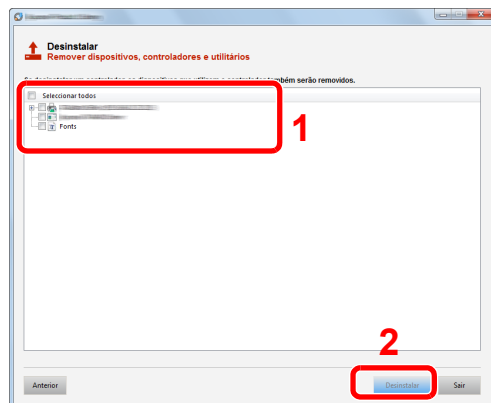 Desinstalar
Remover dispositivos, controladores e utilitários
também serão removidos.
Seleccionar todos
Fonts
1
2
Anterior
Desinstalar
Sair